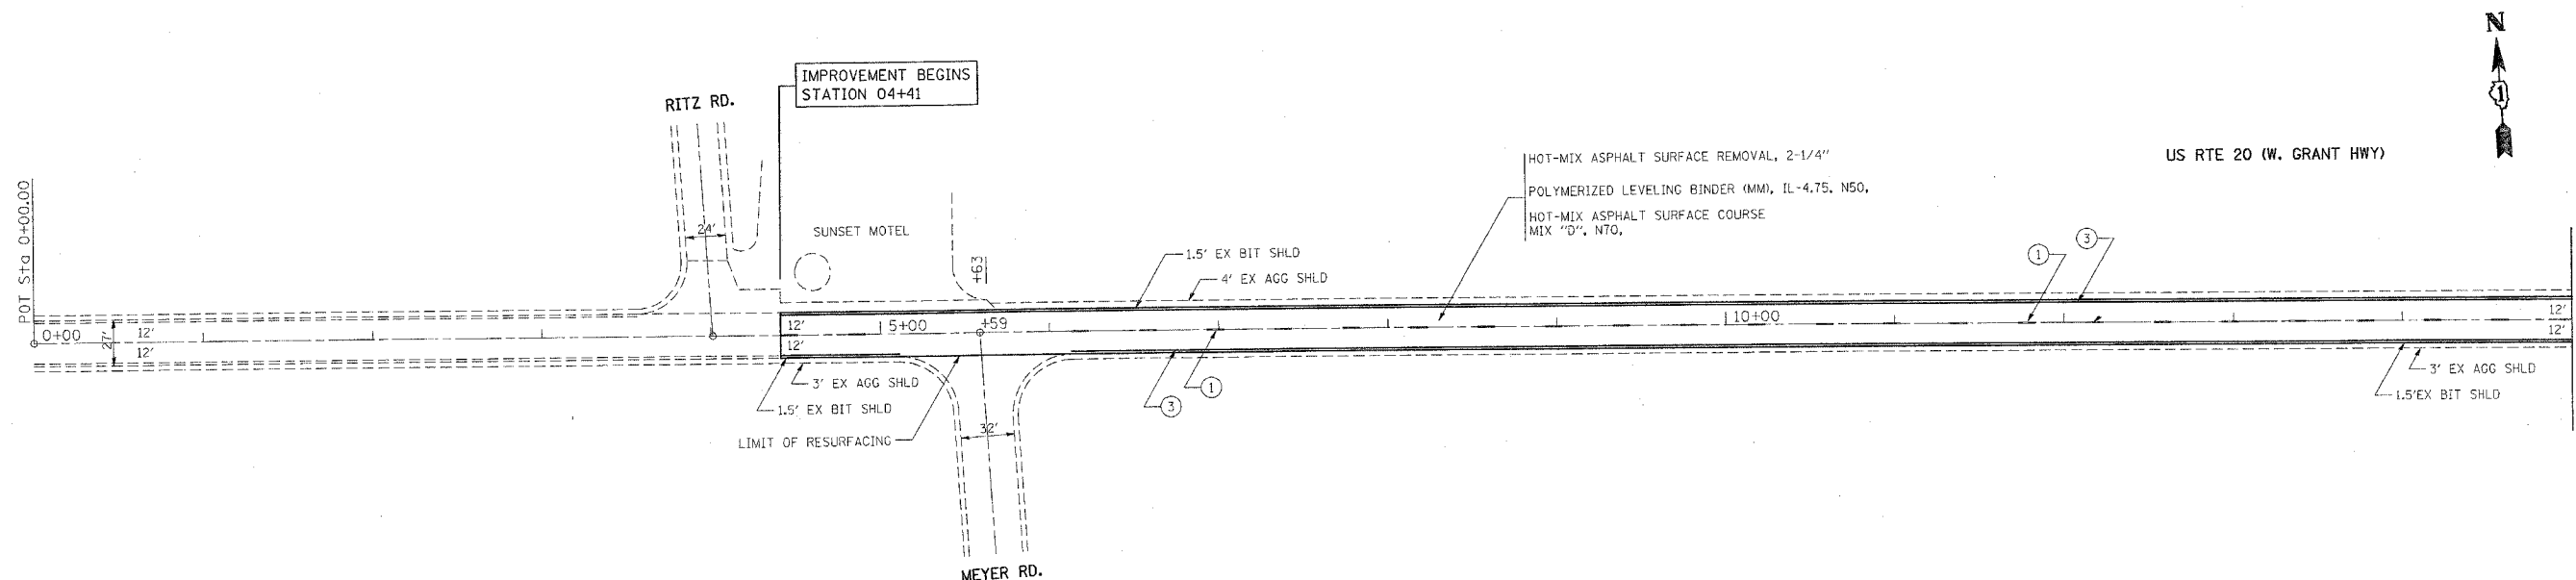 N
1
IMPROVEMENT BEGINS
STATION 04+41
RITZ RD.
HOT-MIX ASPHALT SURFACE REMOVAL, 2-1/4"
POLYMERIZED LEVELING BINDER (MM), IL-4.75, N50,
HOT-MIX ASPHALT SURFACE COURSE
MIX "D", N70,
US RTE 20 (W. GRANT HWY)
POT Sta 0+00.00
24'
SUNSET MOTEL
+63
1.5' EX BIT SHLD
4' EX AGG SHLD
1
3
0+00
27'
12'
12'
12'
12'
5+00
+59
10+00
12'
12'
3' EX AGG SHLD
1.5' EX BIT SHLD
LIMIT OF RESURFACING
32'
3
1
3' EX AGG SHLD
1.5'EX BIT SHLD
MEYER RD.